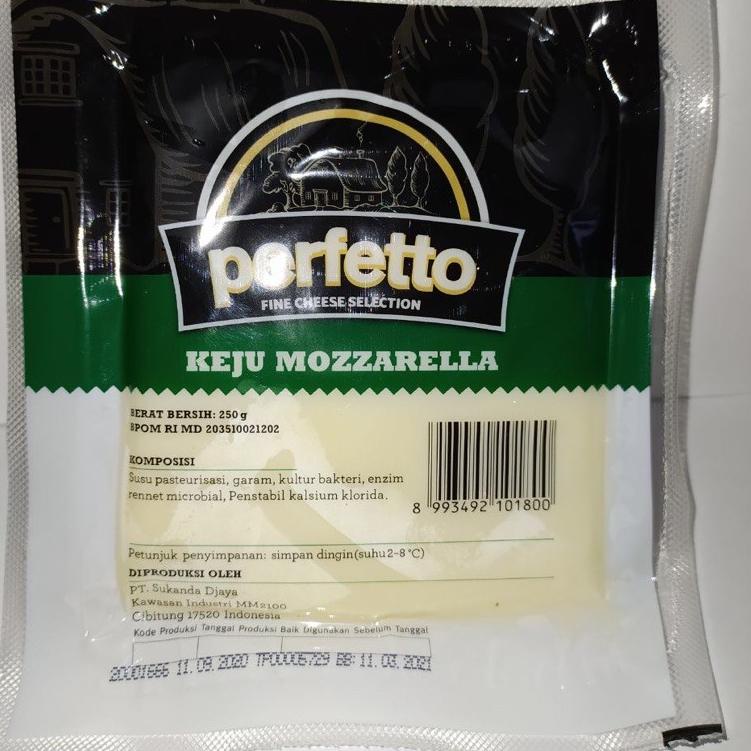 perfetto
FINE CHEESE SELECTION
KEJU MOZZARELLA
BERAT BERSIH: 250 g
BPOM RI MD 203510021202
KOMPOSISI
Susu pasteurisasi, garam, kultur bakteri, enzim
rennet microbial, Penstabil kalsium klorida.
8 993492 101800
Petunjuk penyimpanan: simpan dingin(suhu 2-8 °C)
DIPRODUKSI OLEH
PT. Sukanda Djaya
Kawasan Industri MM2100
Cibitung 17520 Indonesia
Kode Produksi Tanggal Produksi Baik Digunakan Sebelum Tanggal
20001666 11. 09. 2020 TP0006729 BB: 11. 03. 2021